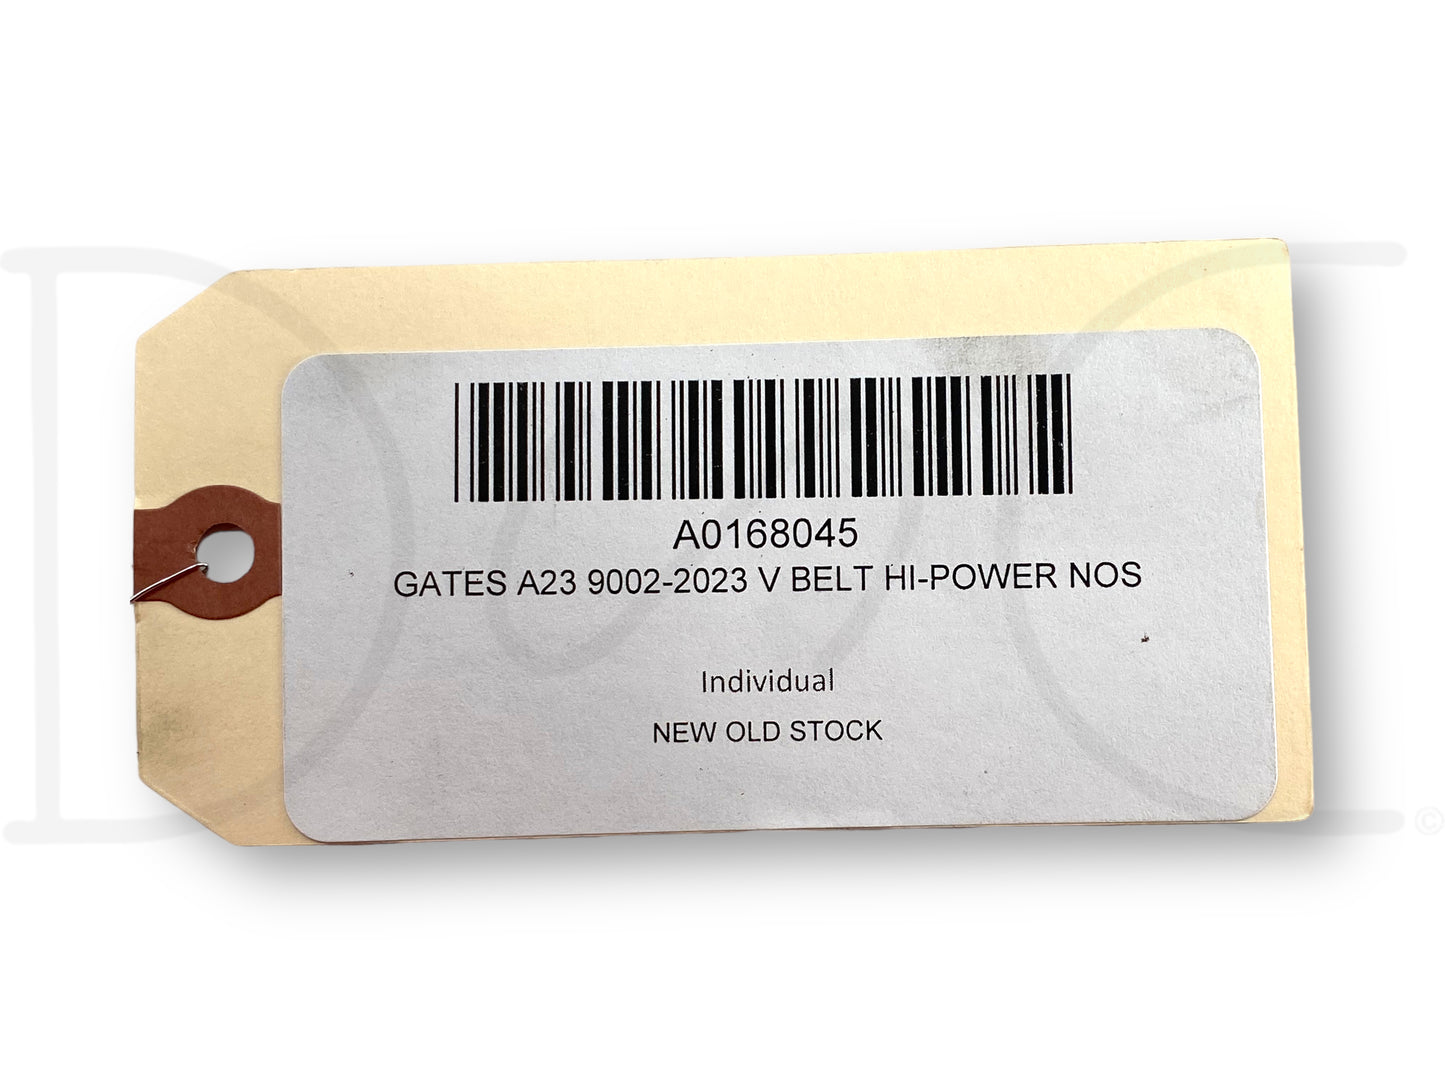 A0168045
GATES A23 9002-2023 V BELT HI-POWER NOS
Individual
NEW OLD STOCK
©